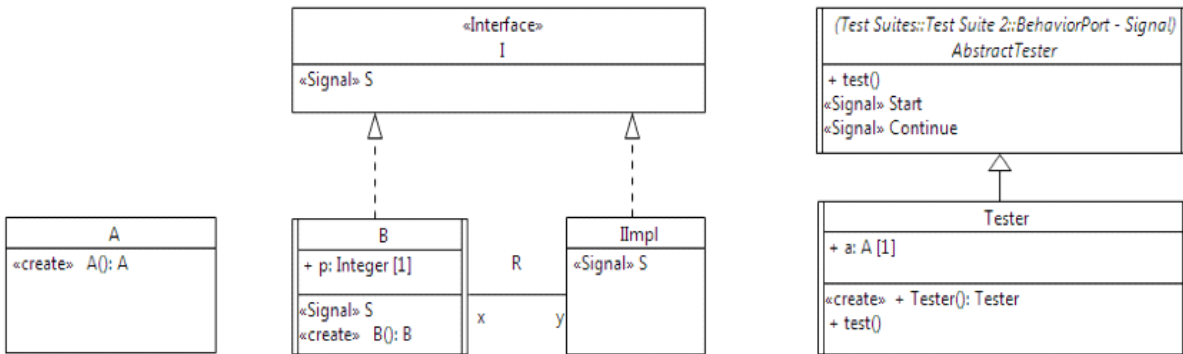 «Interface»
I
«Signal» S
(Test Suites::Test Suite 2::BehaviorPort - Signal)
AbstractTester
+ test()
«Signal» Start
«Signal» Continue
A
«create»   A(): A
B
+ p: Integer [1]
«Signal» S
«create»   B(): B
R
x
y
IImpl
«Signal» S
Tester
+ a: A [1]
«create»  + Tester(): Tester
+ test()